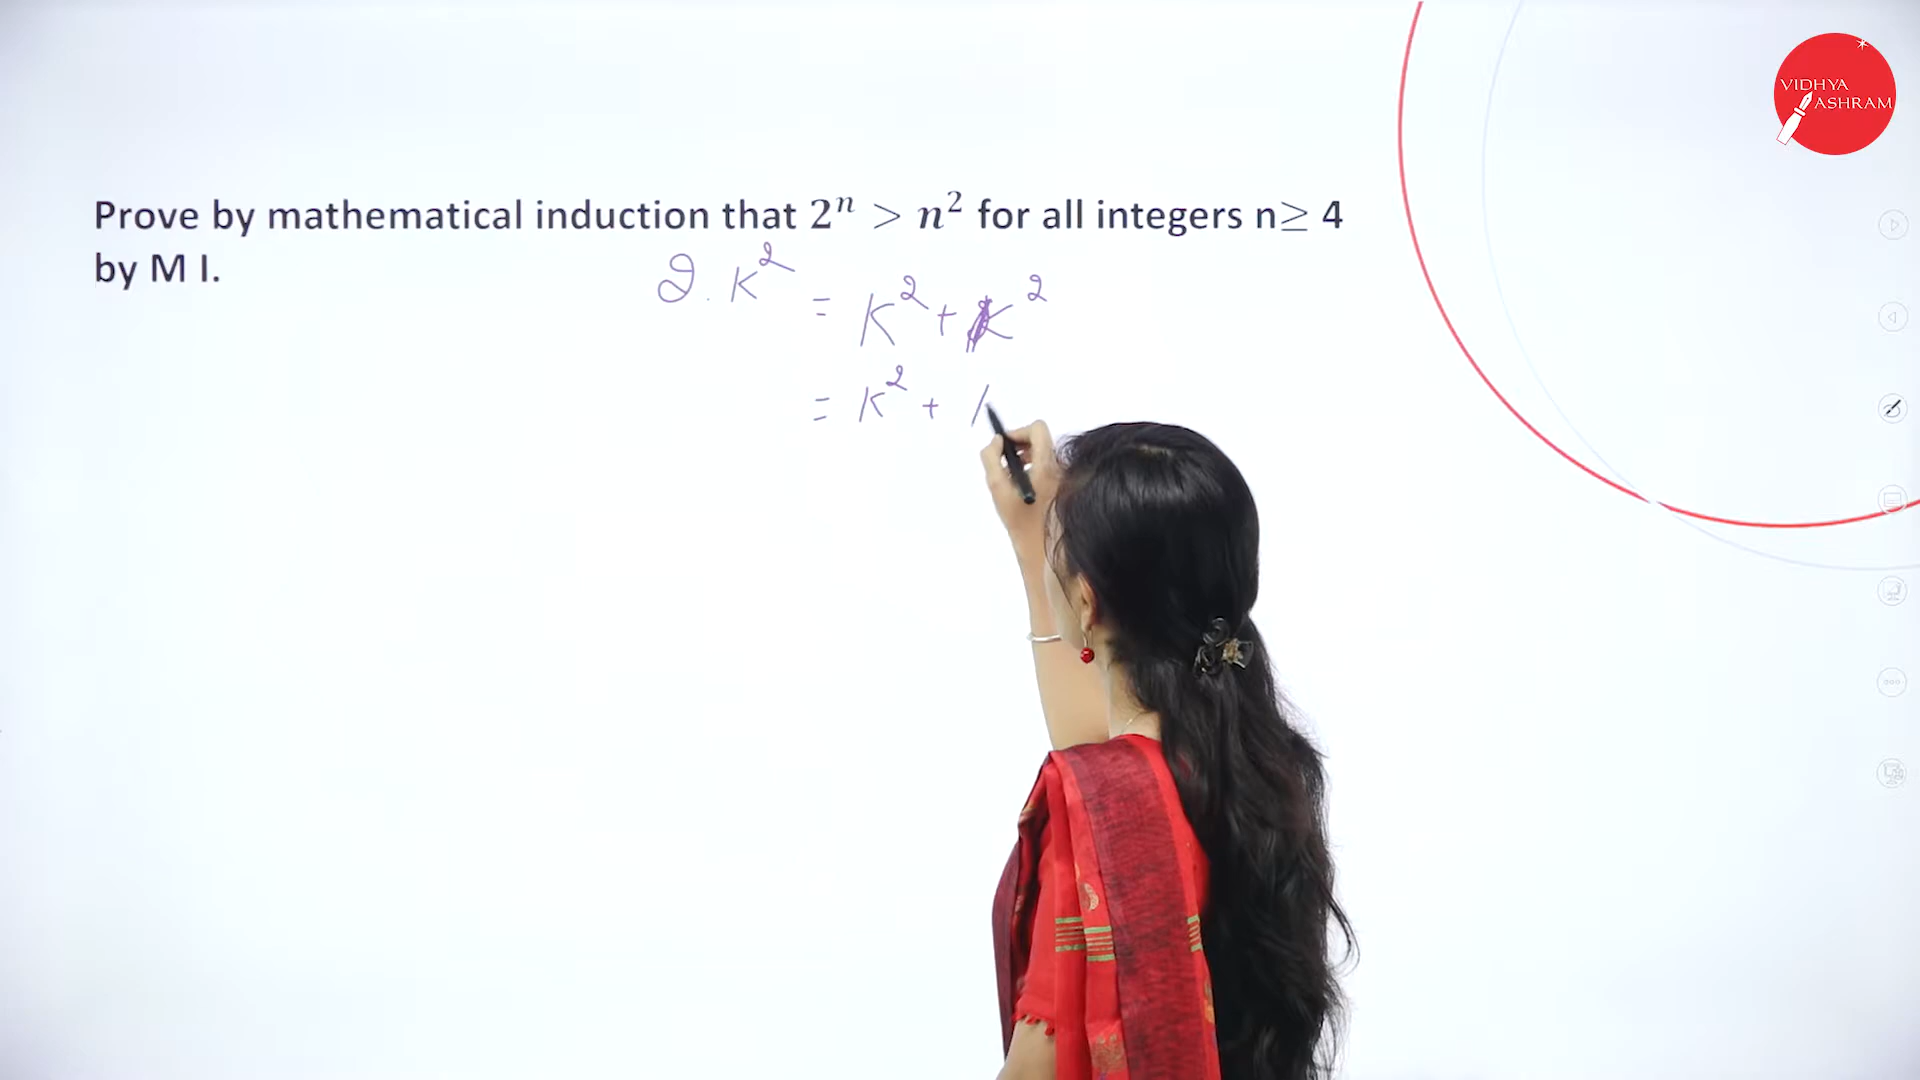 VIDHYA
ASHRAM
Prove by mathematical induction that 2ⁿ > n² for all integers n≥ 4
by M I.
2. K² = K² + K²
= K² +